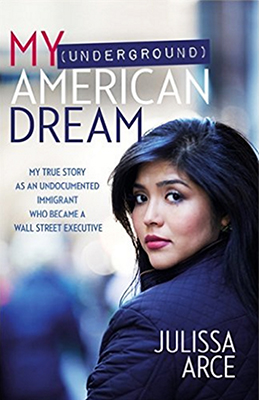 MY (UNDERGROUND)
AMERICAN
DREAM
MY TRUE STORY
AS AN UNDOCUMENTED
IMMIGRANT
WHO BECAME A
WALL STREET EXECUTIVE
JULISSA
ARCE